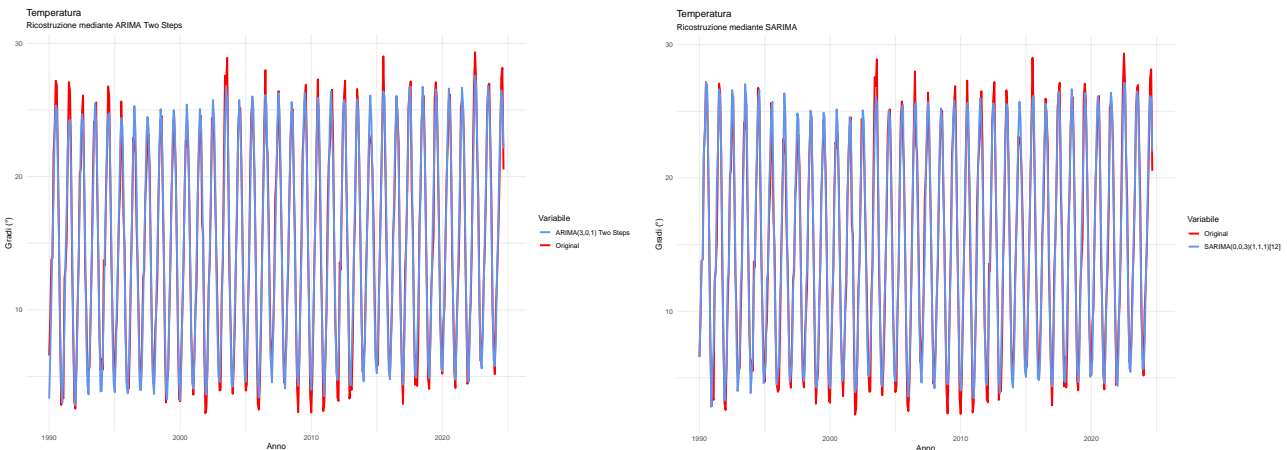 Temperatura
Ricostruzione mediante ARIMA Two Steps
30
20
10
Gradi (°)
1990
2000
2010
2020
Anno
Variabile
ARIMA(3,0,1) Two Steps
Original
Temperatura
Ricostruzione mediante SARIMA
30
20
10
Gradi (°)
1990
2000
2010
2020
Anno
Variabile
Original
SARIMA(0,0,3)(1,1,1)[12]